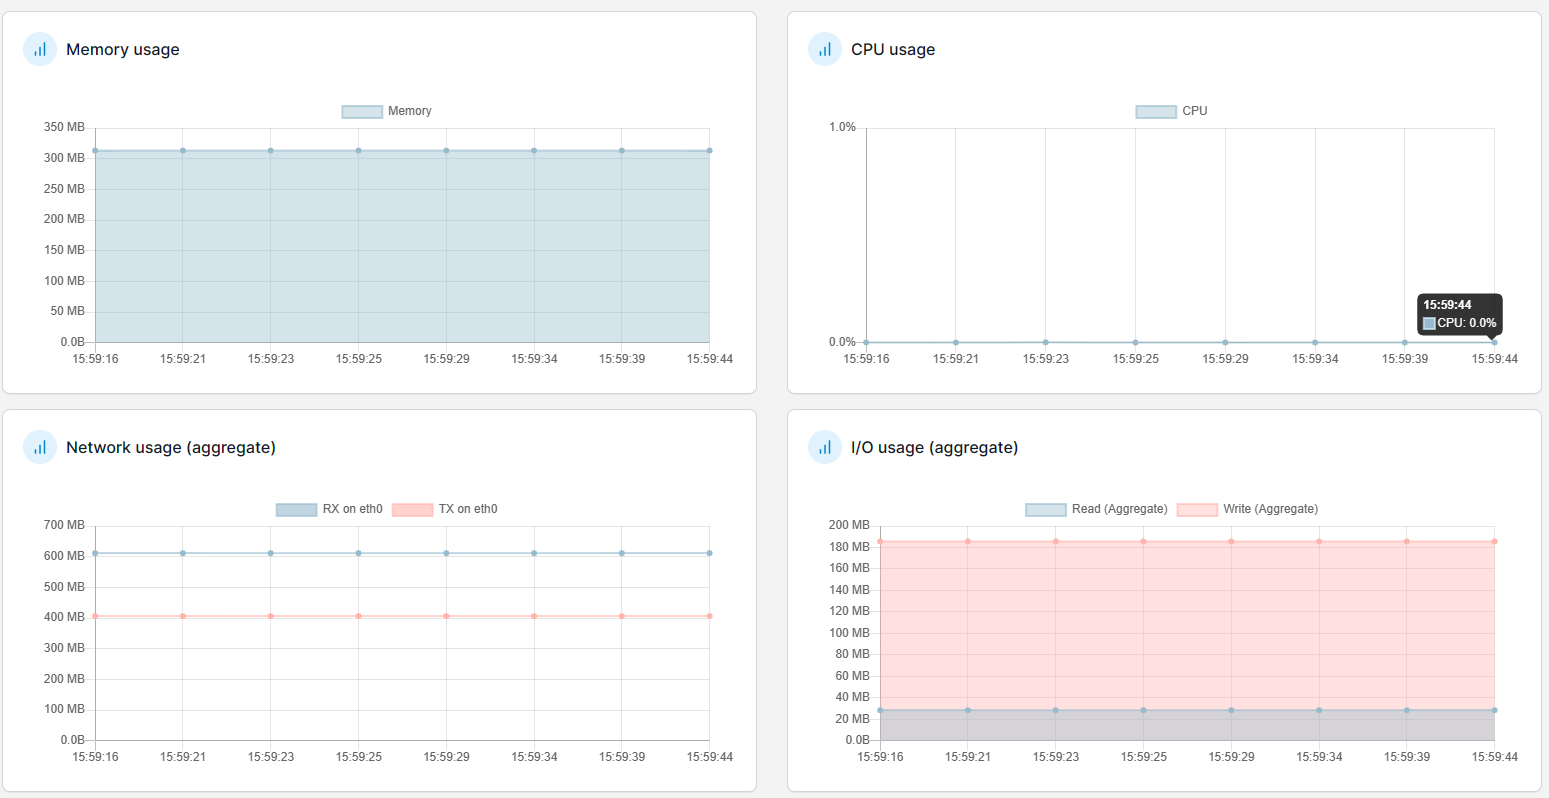 Memory usage
Memory
350 MB
300 MB
250 MB
200 MB
150 MB
100 MB
50 MB
0.0B
15:59:16 15:59:21 15:59:23 15:59:25 15:59:29 15:59:34 15:59:39 15:59:44
CPU usage
CPU
1.0%
0.0%
15:59:44
CPU: 0.0%
15:59:16 15:59:21 15:59:23 15:59:25 15:59:29 15:59:34 15:59:39 15:59:44
Network usage (aggregate)
RX on eth0 TX on eth0
700 MB
600 MB
500 MB
400 MB
300 MB
200 MB
100 MB
0.0B
15:59:16 15:59:21 15:59:23 15:59:25 15:59:29 15:59:34 15:59:39 15:59:44
I/O usage (aggregate)
Read (Aggregate) Write (Aggregate)
200 MB
180 MB
160 MB
140 MB
120 MB
100 MB
80 MB
60 MB
40 MB
20 MB
0.0B
15:59:16 15:59:21 15:59:23 15:59:25 15:59:29 15:59:34 15:59:39 15:59:44